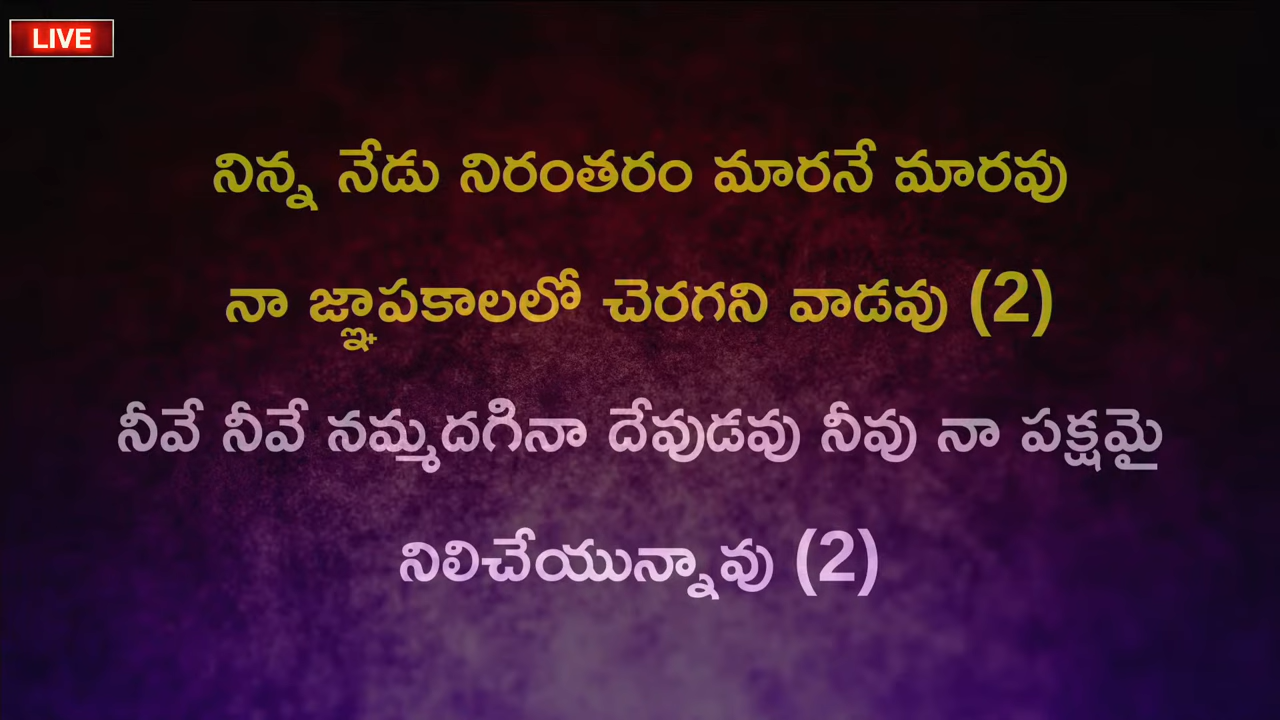 LIVE
నిన్న నేడు నిరంతరం మారనే మారవు
నా జ్ఞాపకాలలో చెరగని వాడవు (2)
నీవే నీవే నమ్మదగినా దేవుడవు నీవు నా పక్షమై
నిలిచేయున్నావు (2)